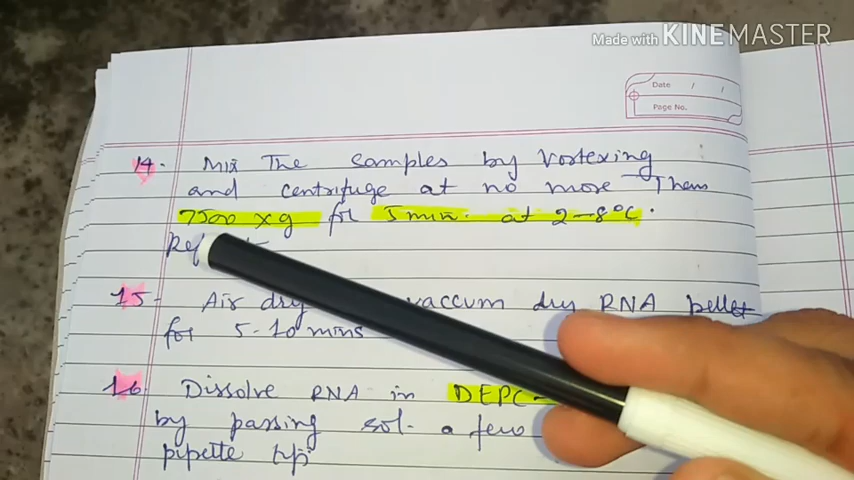 Made with KINEMASTER
Date / /
Page No.
14. Mix The samples by Vortexing
and centrifuge at no more Them
7500 xg for 5 min. at 2-8°C.
15. Air dry vaccum dry RNA pellet
for 5-10 mins
16. Dissolve RNA in DEPC-
by passing sol. a few
pipette tip